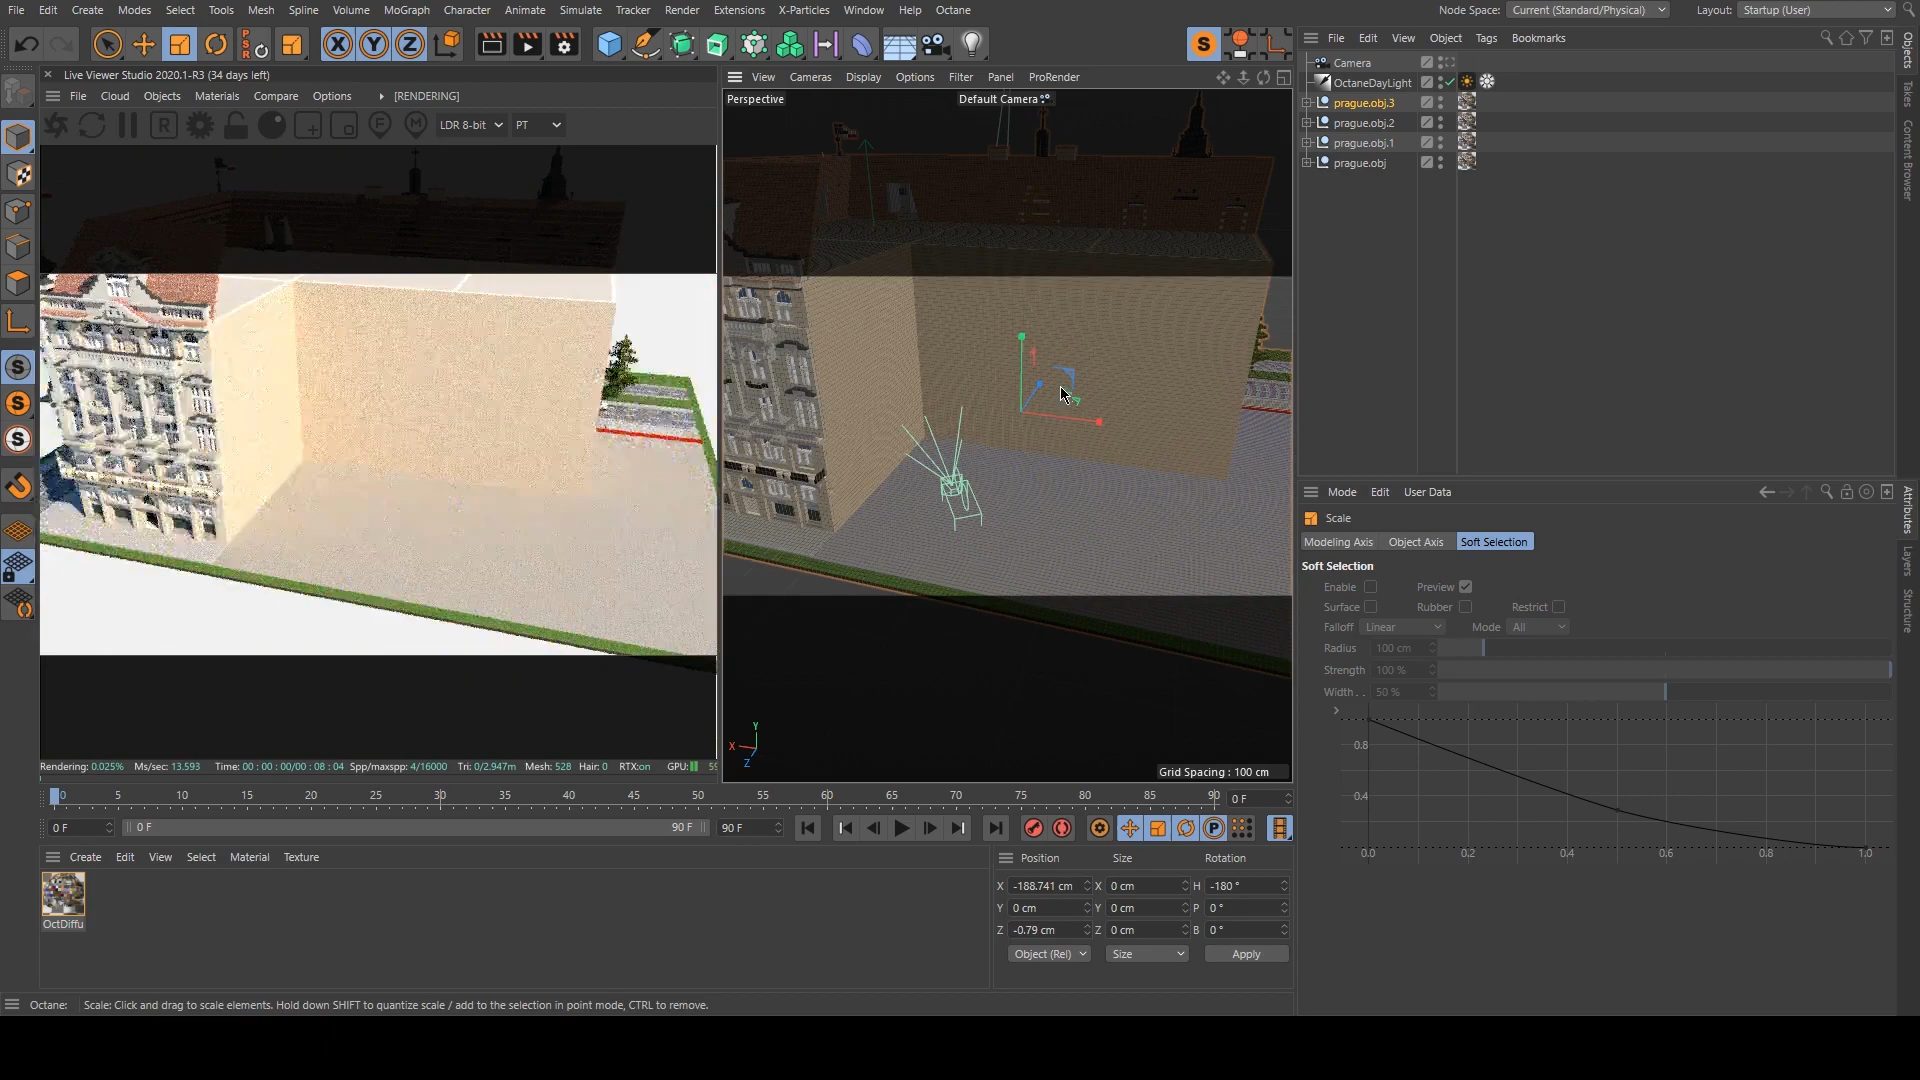 File Edit Create Modes Select Tools Mesh Spline Volume MoGraph Character Animate Simulate Tracker Render Extensions X-Particles Window Help Octane Node Space: Current (Standard/Physical) Layout: Startup (User)
P S R X Y Z S
File Edit View Object Tags Bookmarks
Objects
Takes
Content Browser
Live Viewer Studio 2020.1-R3 (34 days left)
File Cloud Objects Materials Compare Options [RENDERING]
R F M LDR 8-bit PT
View Cameras Display Options Filter Panel ProRender
Perspective Default Camera
Camera
OctaneDayLight
prague.obj.3
prague.obj.2
prague.obj.1
prague.obj
S
S
S
Y
X
Z
Grid Spacing : 100 cm
Rendering: 0.025% Ms/sec: 13.593 Time: 00 : 00 : 00/00 : 08 : 04 Spp/maxspp: 4/16000 Tri: 0/2.947m Mesh: 528 Hair: 0 RTX:on GPU:
Mode Edit User Data
Attributes
Layers
Structure
Scale
Modeling Axis Object Axis Soft Selection
Soft Selection
Enable Preview
Surface Rubber Restrict
Falloff Linear Mode All
Radius 100 cm
Strength 100 %
Width . . 50 %
0.8
0.4
0.0 0.2 0.4 0.6 0.8 1.0
0 5 10 15 20 25 30 35 40 45 50 55 60 65 70 75 80 85 90 0 F
0 F 0 F 90 F 90 F P
Create Edit View Select Material Texture
OctDiffu
Position Size Rotation
X -188.741 cm X 0 cm H -180 °
Y 0 cm Y 0 cm P 0 °
Z -0.79 cm Z 0 cm B 0 °
Object (Rel) Size Apply
Octane: Scale: Click and drag to scale elements. Hold down SHIFT to quantize scale / add to the selection in point mode, CTRL to remove.